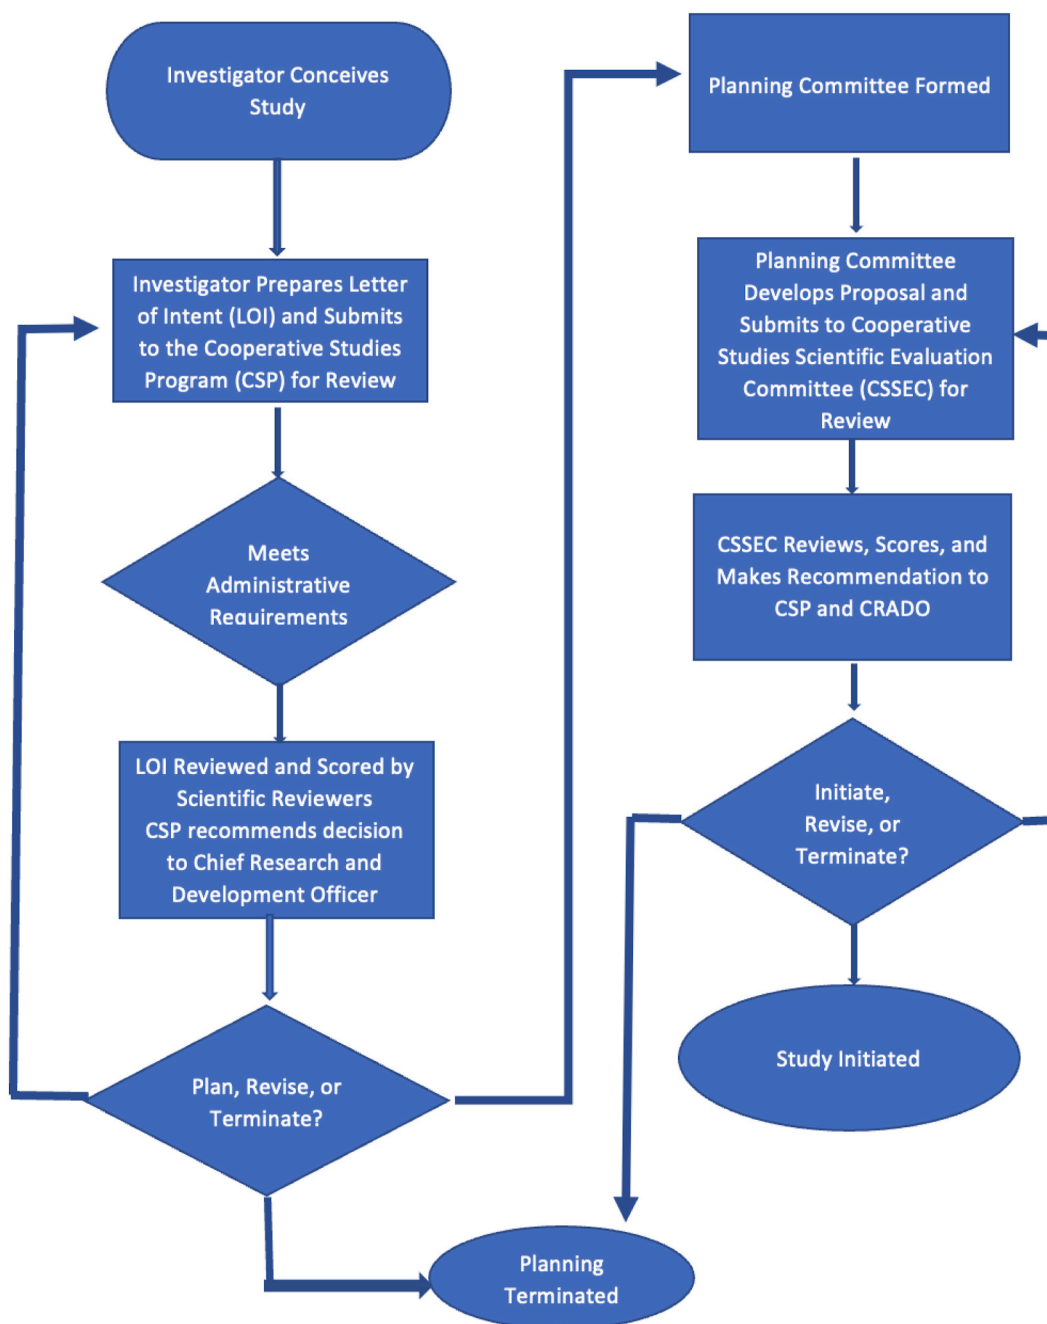 Investigator Conceives
Study
Investigator Prepares Letter
of Intent (LOI) and Submits
to the Cooperative Studies
Program (CSP) for Review
Meets
Administrative
Requirements
LOI Reviewed and Scored by
Scientific Reviewers
CSP recommends decision
to Chief Research and
Development Officer
Plan, Revise, or
Terminate?
Planning Committee Formed
Planning Committee
Develops Proposal and
Submits to Cooperative
Studies Scientific Evaluation
Committee (CSSEC) for
Review
CSSEC Reviews, Scores, and
Makes Recommendation to
CSP and CRADO
Initiate,
Revise, or
Terminate?
Study Initiated
Planning
Terminated